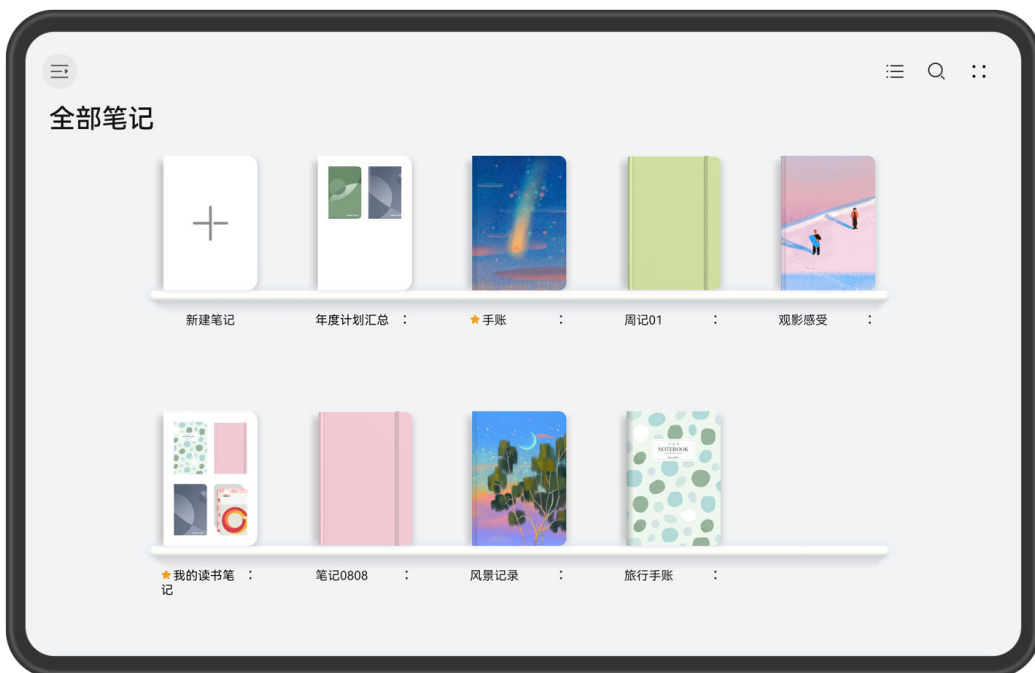 全部笔记
新建笔记
年度计划汇总
手账
周记01
观影感受
NOTEBOOK
我的读书笔
记
笔记0808
风景记录
旅行手账